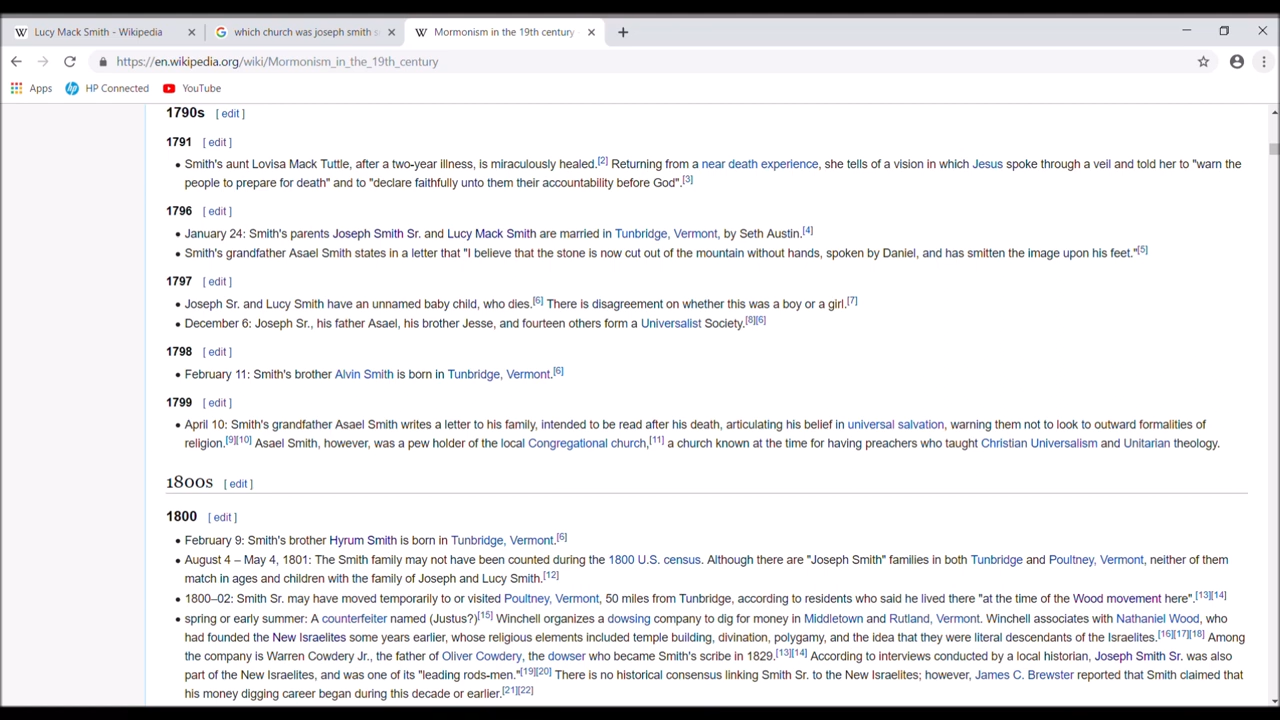 Lucy Mack Smith - Wikipedia
which church was joseph smith s
Mormonism in the 19th century
https://en.wikipedia.org/wiki/Mormonism_in_the_19th_century
Apps HP Connected YouTube
1790s [ edit ]
1791 [ edit ]
• Smith's aunt Lovisa Mack Tuttle, after a two-year illness, is miraculously healed.[2] Returning from a near death experience, she tells of a vision in which Jesus spoke through a veil and told her to "warn the
people to prepare for death" and to "declare faithfully unto them their accountability before God".[3]
1796 [ edit ]
• January 24: Smith's parents Joseph Smith Sr. and Lucy Mack Smith are married in Tunbridge, Vermont, by Seth Austin.[4]
• Smith's grandfather Asael Smith states in a letter that "I believe that the stone is now cut out of the mountain without hands, spoken by Daniel, and has smitten the image upon his feet."[5]
1797 [ edit ]
• Joseph Sr. and Lucy Smith have an unnamed baby child, who dies.[6] There is disagreement on whether this was a boy or a girl.[7]
• December 6: Joseph Sr., his father Asael, his brother Jesse, and fourteen others form a Universalist Society.[8][6]
1798 [ edit ]
• February 11: Smith's brother Alvin Smith is born in Tunbridge, Vermont.[6]
1799 [ edit ]
• April 10: Smith's grandfather Asael Smith writes a letter to his family, intended to be read after his death, articulating his belief in universal salvation, warning them not to look to outward formalities of
religion.[9][10] Asael Smith, however, was a pew holder of the local Congregational church,[11] a church known at the time for having preachers who taught Christian Universalism and Unitarian theology.
1800s [ edit ]
1800 [ edit ]
• February 9: Smith's brother Hyrum Smith is born in Tunbridge, Vermont.[6]
• August 4 – May 4, 1801: The Smith family may not have been counted during the 1800 U.S. census. Although there are "Joseph Smith" families in both Tunbridge and Poultney, Vermont, neither of them
match in ages and children with the family of Joseph and Lucy Smith.[12]
• 1800–02: Smith Sr. may have moved temporarily to or visited Poultney, Vermont, 50 miles from Tunbridge, according to residents who said he lived there "at the time of the Wood movement here".[13][14]
• spring or early summer: A counterfeiter named (Justus?)[15] Winchell organizes a dowsing company to dig for money in Middletown and Rutland, Vermont. Winchell associates with Nathaniel Wood, who
had founded the New Israelites some years earlier, whose religious elements included temple building, divination, polygamy, and the idea that they were literal descendants of the Israelites.[16][17][18] Among
the company is Warren Cowdery Jr., the father of Oliver Cowdery, the dowser who became Smith's scribe in 1829.[13][14] According to interviews conducted by a local historian, Joseph Smith Sr. was also
part of the New Israelites, and was one of its "leading rods-men."[19][20] There is no historical consensus linking Smith Sr. to the New Israelites; however, James C. Brewster reported that Smith claimed that
his money digging career began during this decade or earlier.[21][22]